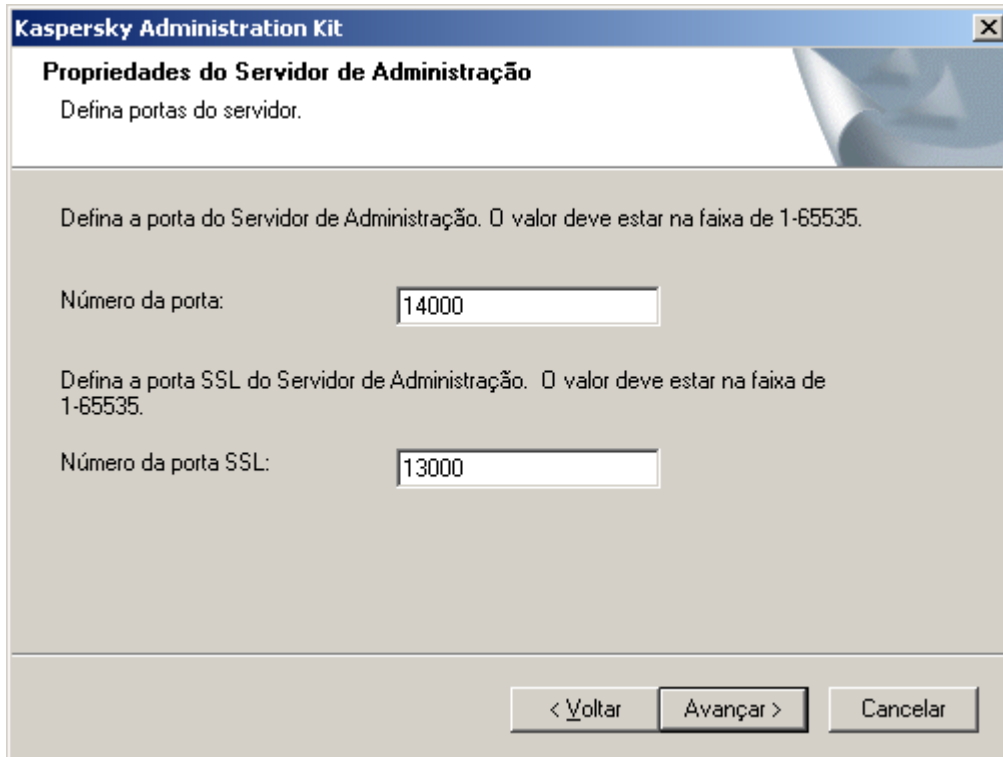 Kaspersky Administration Kit
Propriedades do Servidor de Administração
Defina portas do servidor.
Defina a porta do Servidor de Administração. O valor deve estar na faixa de 1-65535.
Número da porta:
14000
Defina a porta SSL do Servidor de Administração.  O valor deve estar na faixa de
1-65535.
Número da porta SSL:
13000
< Voltar
Avançar >
Cancelar